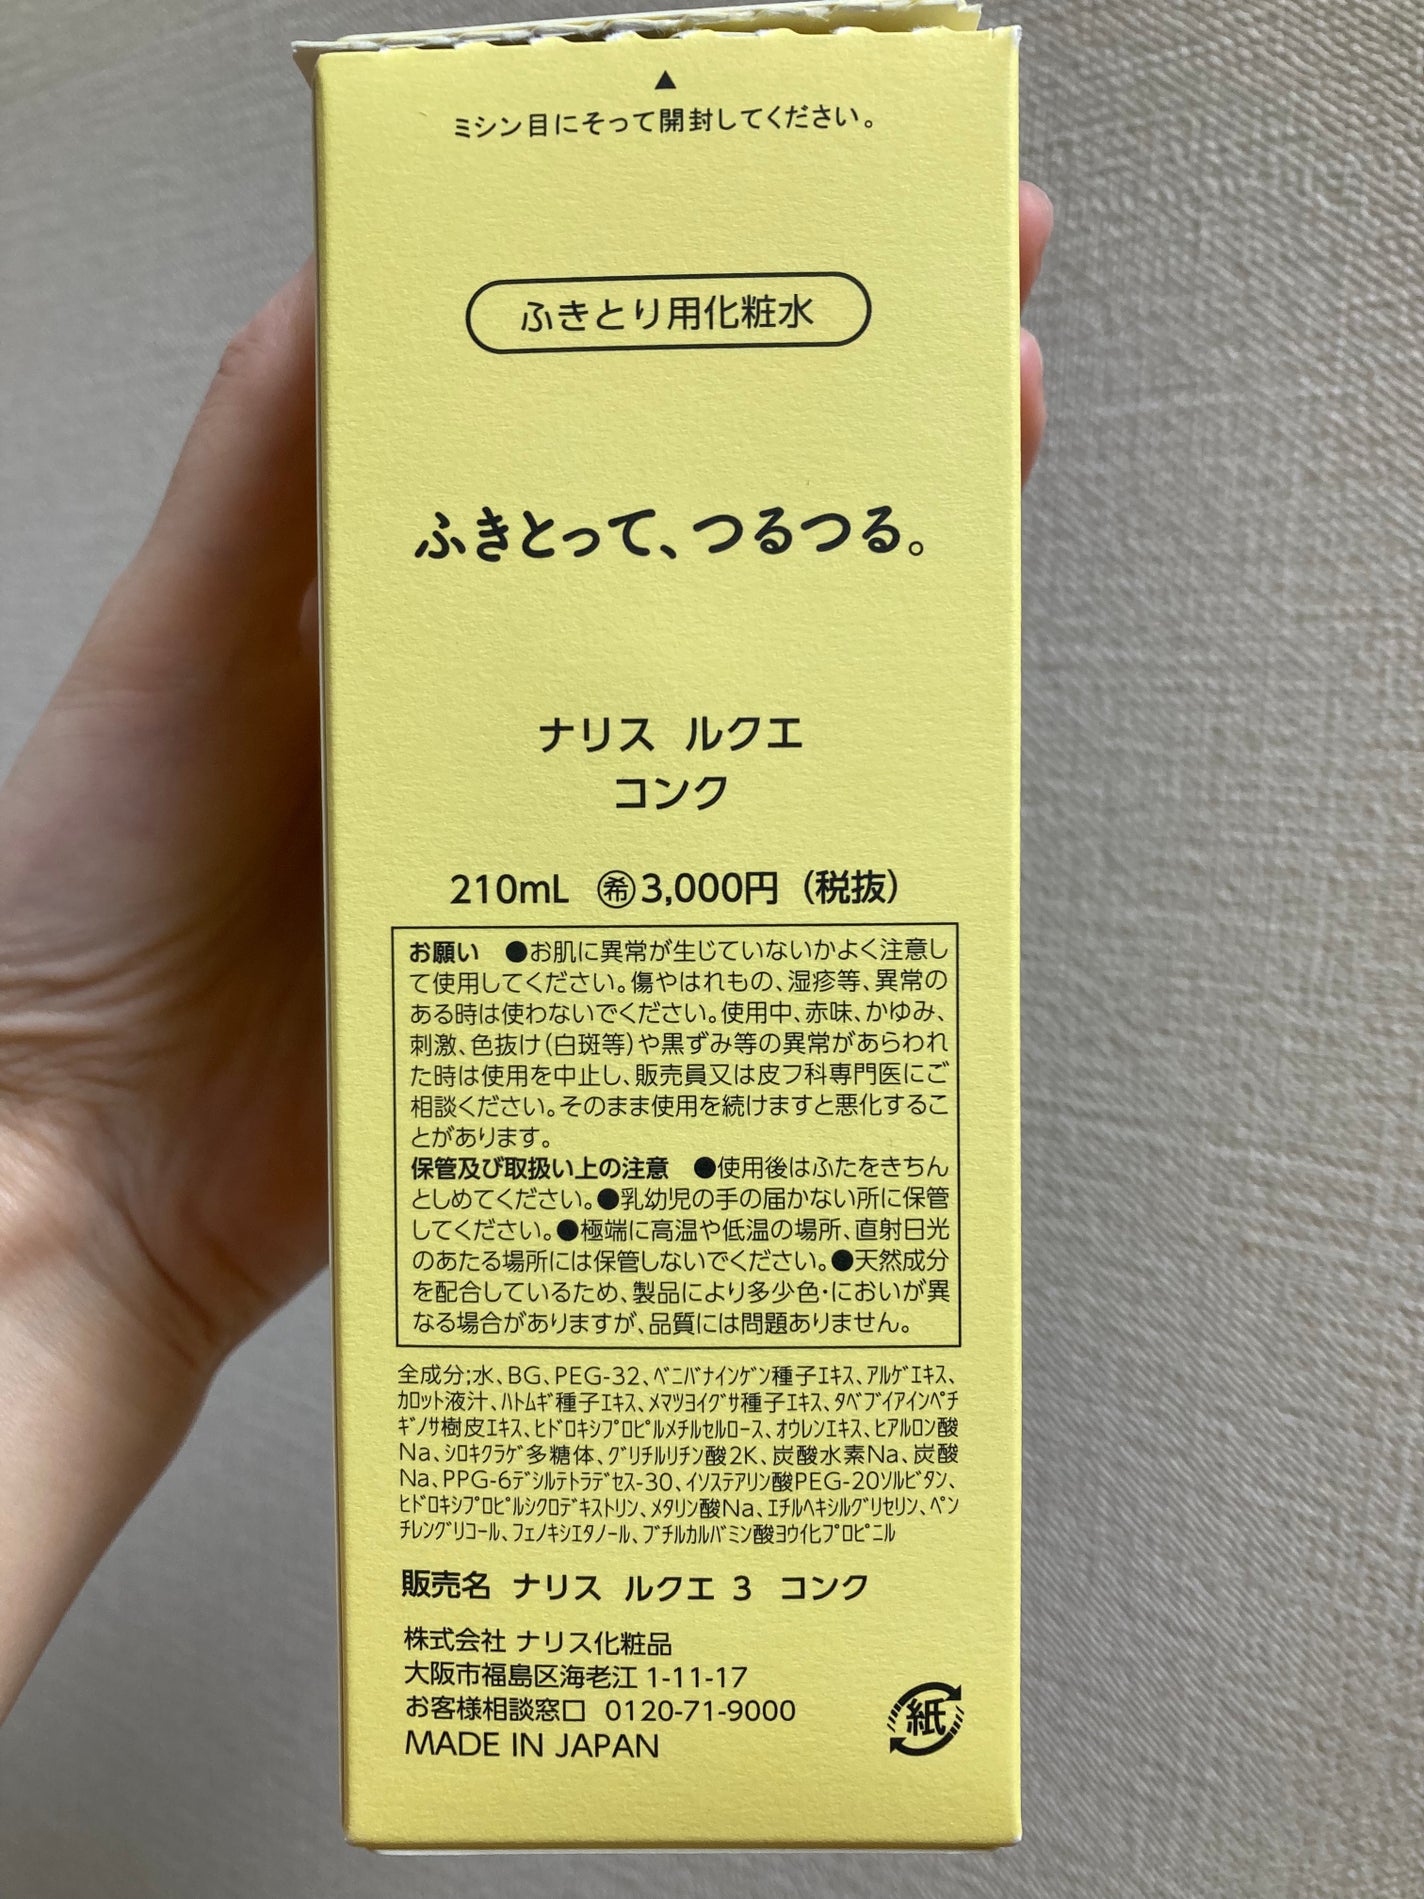 ▲
ミシン目にそって開封してください。
ふきとり用化粧水
ふきとって、つるつる。
ナリス ルクエ
コンク
210mL ㊕3,000円（税抜）
お願い ●お肌に異常が生じていないかよく注意し
て使用してください。傷やはれもの、湿疹等、異常の
ある時は使わないでください。使用中、赤味、かゆみ、
刺激、色抜け（白斑等）や黒ずみ等の異常があらわれ
た時は使用を中止し、販売員又は皮フ科専門医にご
相談ください。そのまま使用を続けますと悪化するこ
とがあります。
保管及び取扱い上の注意 ●使用後はふたをきちん
としめてください。●乳幼児の手の届かない所に保管
してください。●極端に高温や低温の場所、直射日光
のあたる場所には保管しないでください。●天然成分
を配合しているため、製品により多少色・においが異
なる場合がありますが、品質には問題ありません。
全成分;水、BG、PEG-32、ﾍﾞﾆﾊﾞﾅｲﾝｹﾞﾝ種子ｴｷｽ、ｱﾙｹﾞｴｷｽ、
ｶﾛｯﾄ液汁、ﾊﾄﾑｷﾞ種子ｴｷｽ、ﾒﾏﾂﾖｲｸﾞｻ種子ｴｷｽ、ﾀﾍﾞﾌﾞｲｱｲﾝﾍﾟﾁ
ｷﾞﾉｻ樹皮ｴｷｽ、ﾋﾄﾞﾛｷｼﾌﾟﾛﾋﾟﾙﾒﾁﾙｾﾙﾛｰｽ、ｵｳﾚﾝｴｷｽ、ﾋｱﾙﾛﾝ酸
Na、ｼﾛｷｸﾗｹﾞ多糖体、ｸﾞﾘﾁﾙﾘﾁﾝ酸2K、炭酸水素Na、炭酸
Na、PPG-6ﾃﾞｼﾙﾃﾄﾗﾃﾞｾｽ-30、ｲｿｽﾃｱﾘﾝ酸PEG-20ｿﾙﾋﾞﾀﾝ、
ﾋﾄﾞﾛｷｼﾌﾟﾛﾋﾟﾙｼｸﾛﾃﾞｷｽﾄﾘﾝ、ﾒﾀﾘﾝ酸Na、ｴﾁﾙﾍｷｼﾙｸﾞﾘｾﾘﾝ、ﾍﾟﾝ
ﾁﾚﾝｸﾞﾘｺｰﾙ、ﾌｪﾉｷｼｴﾀﾉｰﾙ、ﾌﾞﾁﾙｶﾙﾊﾞﾐﾝ酸ﾖｳ化ﾌﾟﾛﾋﾟﾆﾙ
販売名 ナリス ルクエ 3 コンク
株式会社 ナリス化粧品
大阪市福島区海老江 1-11-17
お客様相談窓口 0120-71-9000
MADE IN JAPAN
紙